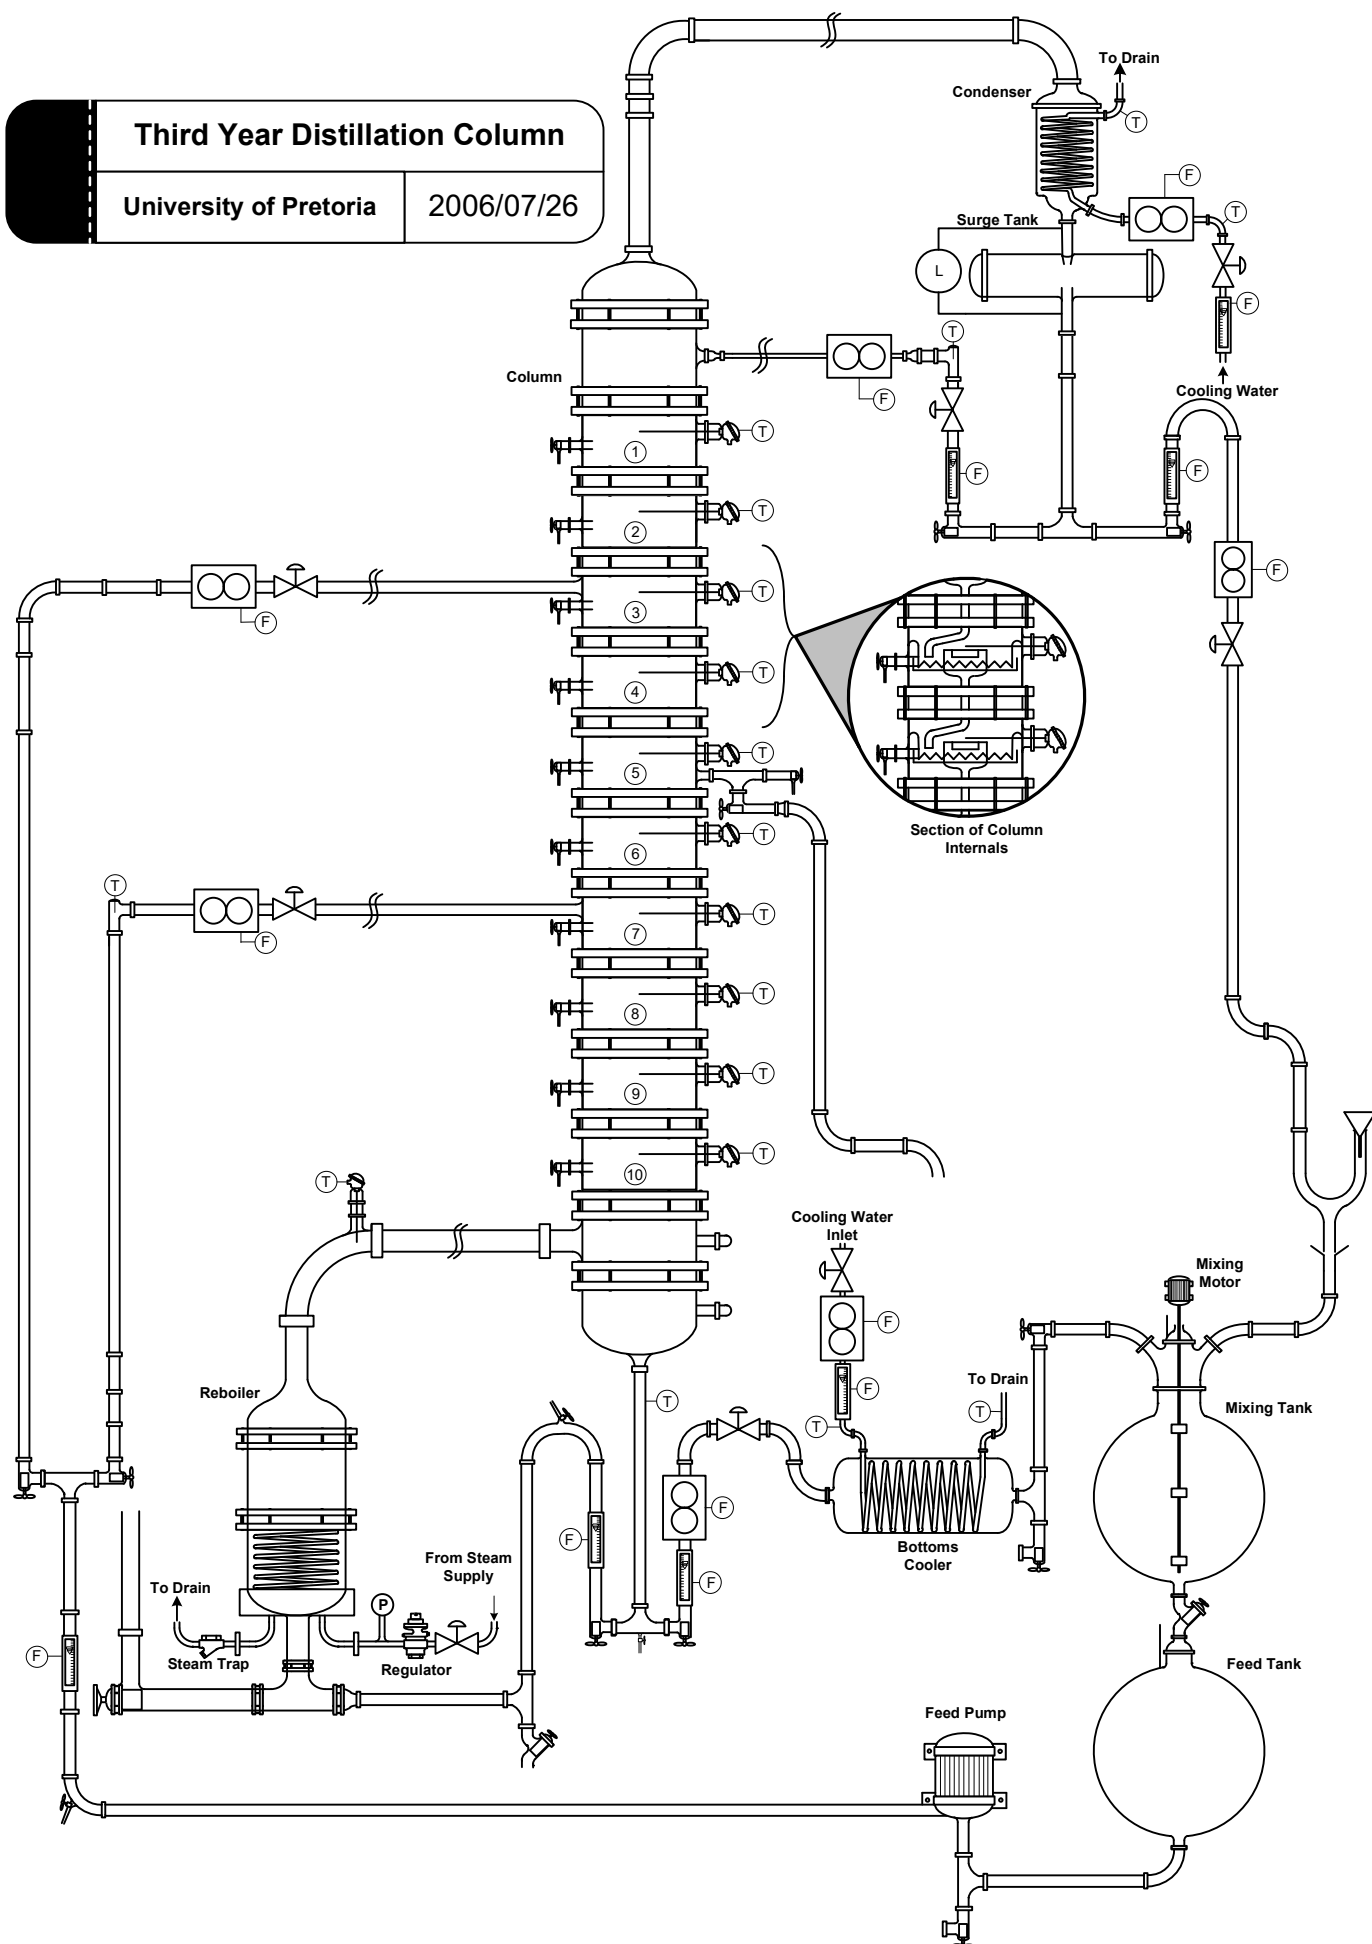 Third Year Distillation Column
University of Pretoria
2006/07/26
To Drain
Condenser
T
F
Surge Tank
T
L
F
T
F
Cooling Water
Column
T
1
F
F
T
2
F
T
3
F
T
4
T
5
Section of Column
Internals
T
6
T
T
7
F
T
8
T
9
T
10
T
Cooling Water
Inlet
Mixing
Motor
F
F
To Drain
Reboiler
T
T
T
Mixing Tank
F
F
Bottoms
Cooler
From Steam
Supply
To Drain
P
F
F
Steam Trap
Regulator
Feed Tank
Feed Pump